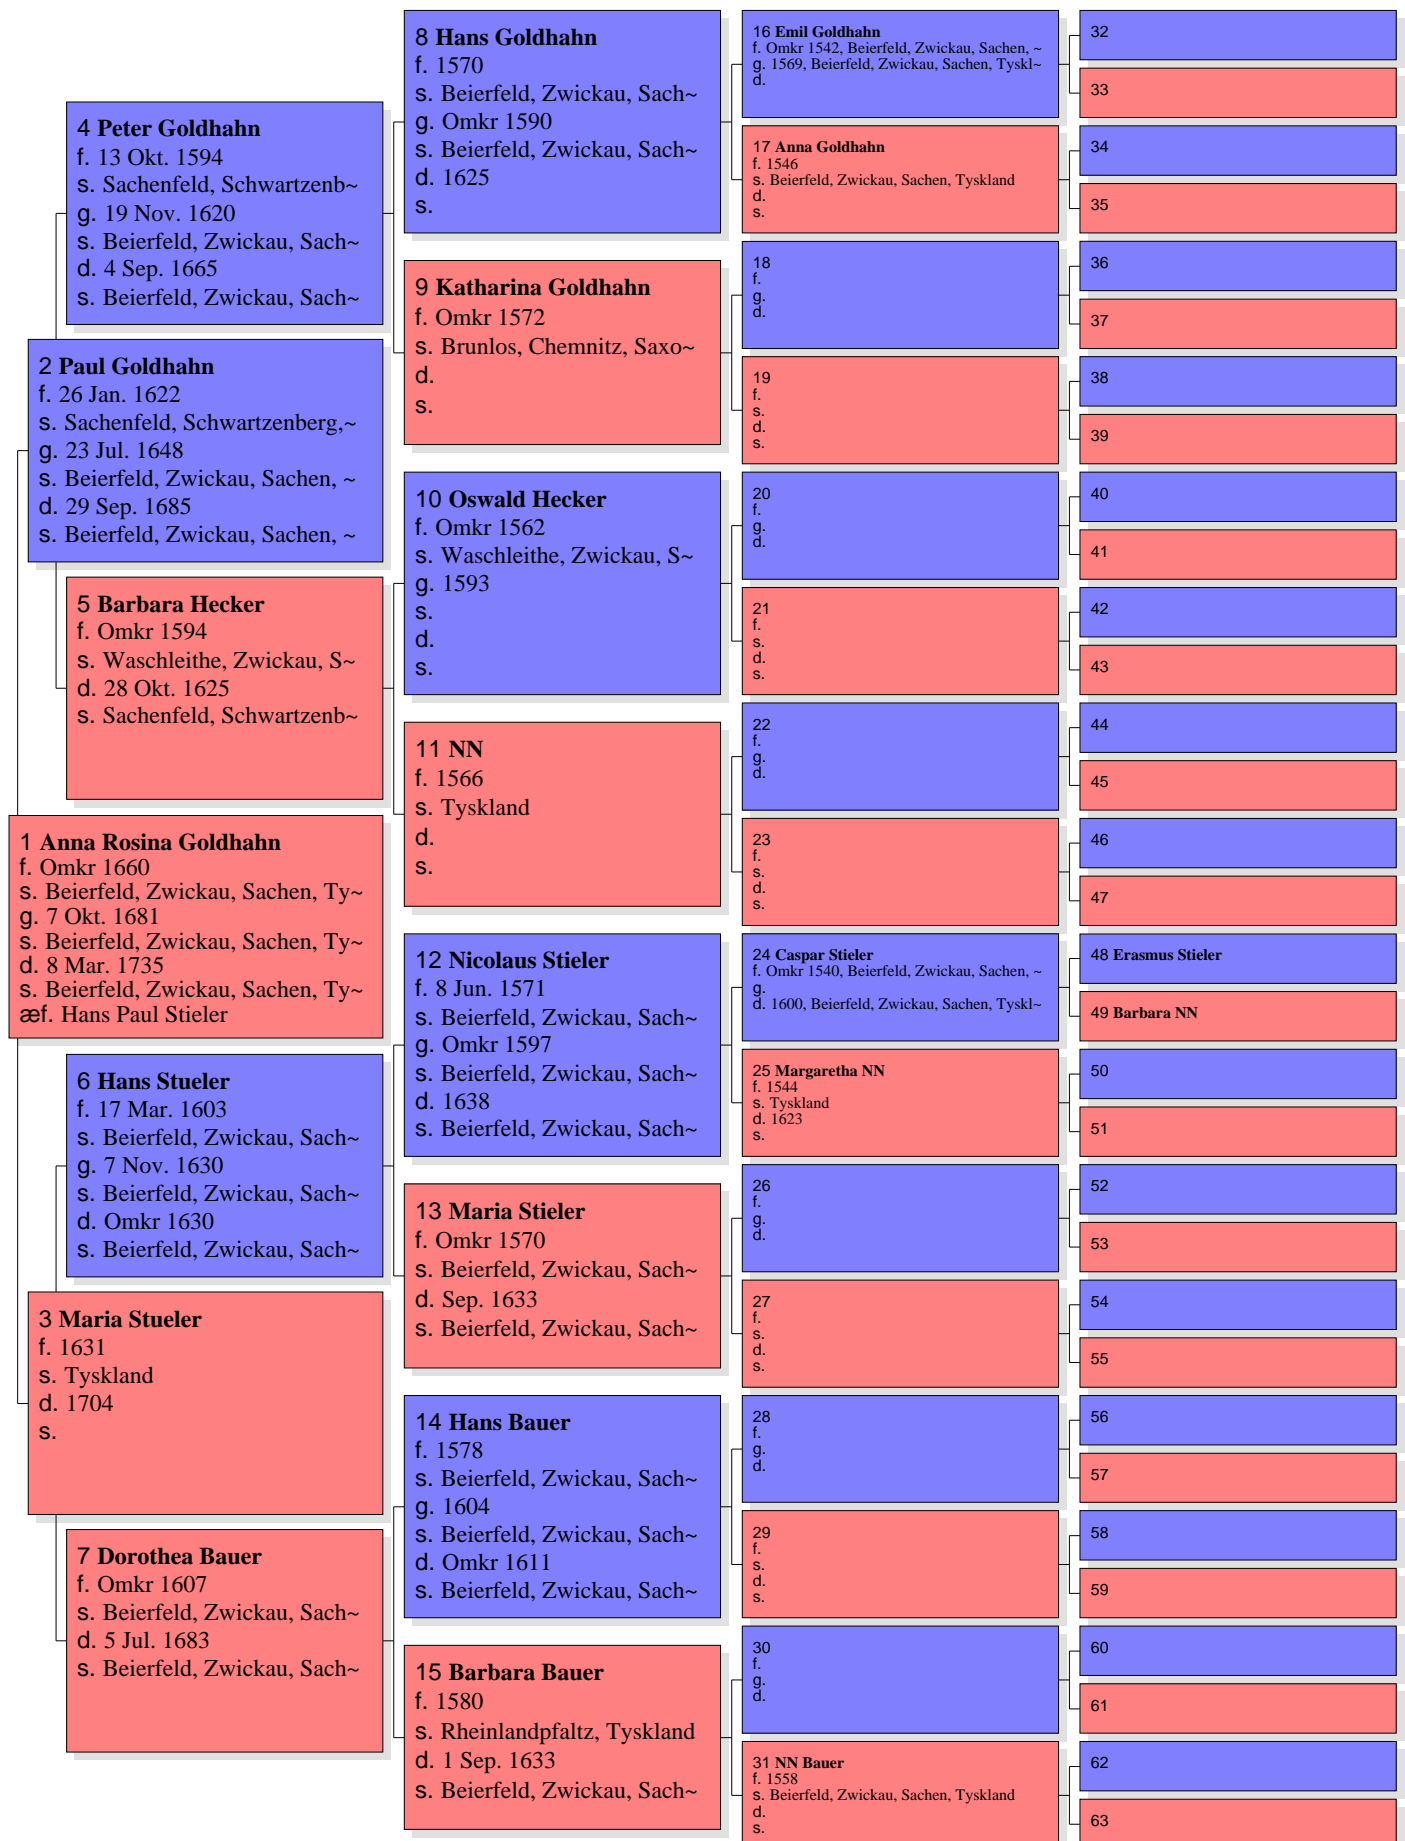 8 Hans Goldhahn
f. 1570
s. Beierfeld, Zwickau, Sach~
g. Omkr 1590
s. Beierfeld, Zwickau, Sach~
d. 1625
s.
4 Peter Goldhahn
f. 13 Okt. 1594
s. Sachenfeld, Schwartzenb~
g. 19 Nov. 1620
s. Beierfeld, Zwickau, Sach~
d. 4 Sep. 1665
s. Beierfeld, Zwickau, Sach~
9 Katharina Goldhahn
f. Omkr 1572
s. Brunlos, Chemnitz, Saxo~
d.
s.
2 Paul Goldhahn
f. 26 Jan. 1622
s. Sachenfeld, Schwartzenberg,~
g. 23 Jul. 1648
s. Beierfeld, Zwickau, Sachen, ~
d. 29 Sep. 1685
s. Beierfeld, Zwickau, Sachen, ~
10 Oswald Hecker
f. Omkr 1562
s. Waschleithe, Zwickau, S~
g. 1593
s.
d.
s.
5 Barbara Hecker
f. Omkr 1594
s. Waschleithe, Zwickau, S~
d. 28 Okt. 1625
s. Sachenfeld, Schwartzenb~
11 NN
f. 1566
s. Tyskland
d.
s.
1 Anna Rosina Goldhahn
f. Omkr 1660
s. Beierfeld, Zwickau, Sachen, Ty~
g. 7 Okt. 1681
s. Beierfeld, Zwickau, Sachen, Ty~
d. 8 Mar. 1735
s. Beierfeld, Zwickau, Sachen, Ty~
æf. Hans Paul Stieler
12 Nicolaus Stieler
f. 8 Jun. 1571
s. Beierfeld, Zwickau, Sach~
g. Omkr 1597
s. Beierfeld, Zwickau, Sach~
d. 1638
s. Beierfeld, Zwickau, Sach~
6 Hans Stueler
f. 17 Mar. 1603
s. Beierfeld, Zwickau, Sach~
g. 7 Nov. 1630
s. Beierfeld, Zwickau, Sach~
d. Omkr 1630
s. Beierfeld, Zwickau, Sach~
13 Maria Stieler
f. Omkr 1570
s. Beierfeld, Zwickau, Sach~
d. Sep. 1633
s. Beierfeld, Zwickau, Sach~
3 Maria Stueler
f. 1631
s. Tyskland
d. 1704
s.
14 Hans Bauer
f. 1578
s. Beierfeld, Zwickau, Sach~
g. 1604
s. Beierfeld, Zwickau, Sach~
d. Omkr 1611
s. Beierfeld, Zwickau, Sach~
7 Dorothea Bauer
f. Omkr 1607
s. Beierfeld, Zwickau, Sach~
d. 5 Jul. 1683
s. Beierfeld, Zwickau, Sach~
15 Barbara Bauer
f. 1580
s. Rheinlandpfaltz, Tyskland
d. 1 Sep. 1633
s. Beierfeld, Zwickau, Sach~
16 Emil Goldhahn
f. Omkr 1542, Beierfeld, Zwickau, Sachen, ~
g. 1569, Beierfeld, Zwickau, Sachen, Tyskl~
d.
17 Anna Goldhahn
f. 1546
s. Beierfeld, Zwickau, Sachen, Tyskland
d.
s.
18
f.
g.
d.
19
f.
s.
d.
s.
20
f.
g.
d.
21
f.
s.
d.
s.
22
f.
g.
d.
23
f.
s.
d.
s.
24 Caspar Stieler
f. Omkr 1540, Beierfeld, Zwickau, Sachen, ~
g.
d. 1600, Beierfeld, Zwickau, Sachen, Tyskl~
25 Margaretha NN
f. 1544
s. Tyskland
d. 1623
s.
26
f.
g.
d.
27
f.
s.
d.
s.
28
f.
g.
d.
29
f.
s.
d.
s.
30
f.
g.
d.
31 NN Bauer
f. 1558
s. Beierfeld, Zwickau, Sachen, Tyskland
d.
s.
32
33
34
35
36
37
38
39
40
41
42
43
44
45
46
47
48 Erasmus Stieler
49 Barbara NN
50
51
52
53
54
55
56
57
58
59
60
61
62
63